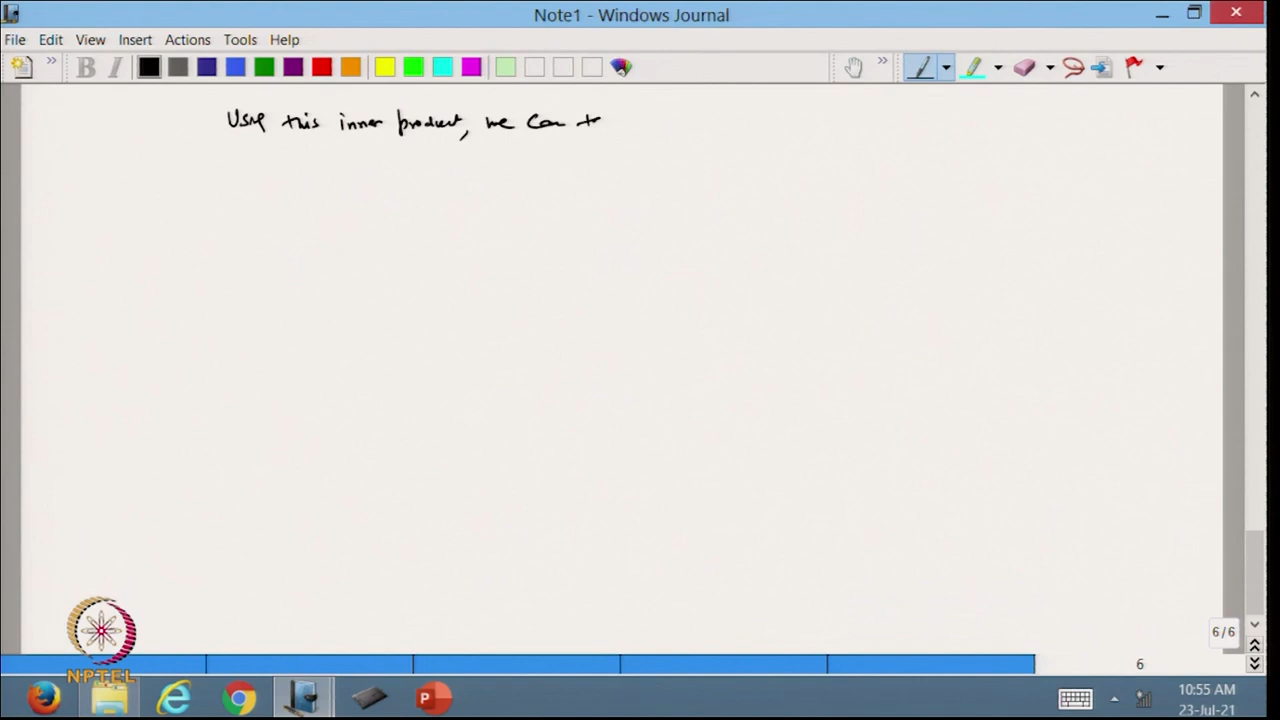 Note1 - Windows Journal
File Edit View Insert Actions Tools Help
B I
Using this inner product, we can
6/6
6
NPTEL
10:55 AM
23-Jul-21